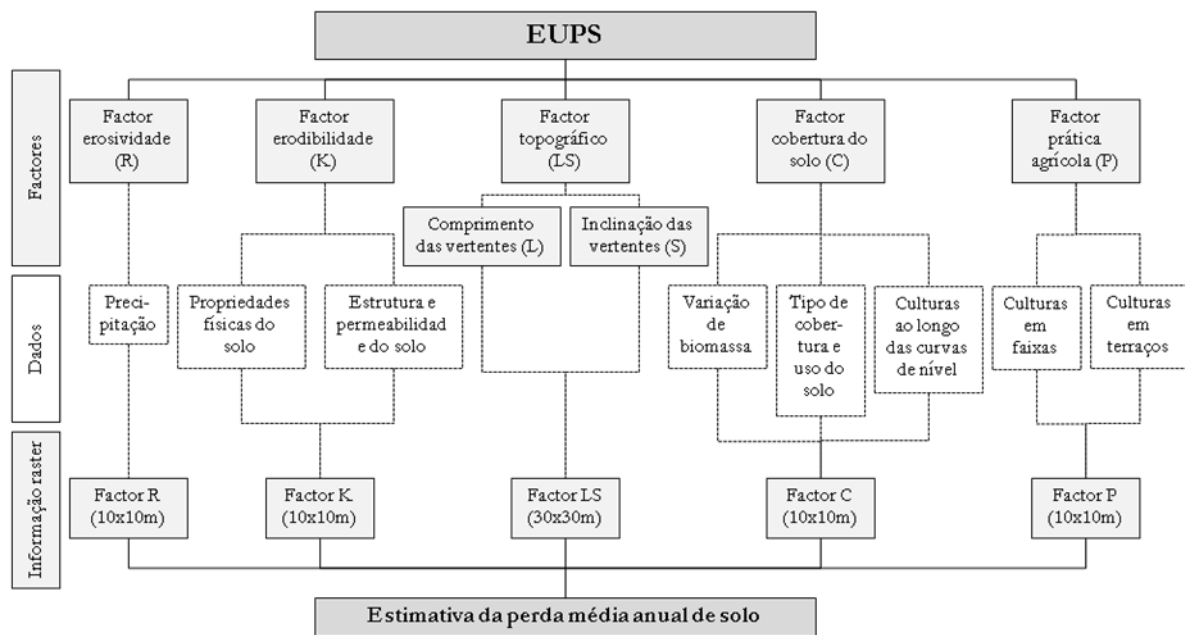 EUPS
Factores
Factor
erosividade
(R)
Factor
erodibilidade
(K)
Factor
topográfico
(LS)
Factor
cobertura do
solo (C)
Factor
prática
agrícola (P)
Comprimento
das vertentes (L)
Inclinação das
vertentes (S)
Dados
Preci-
pitação
Propriedades
físicas do
solo
Estrutura e
permeabilidad
e do solo
Variação
de
biomassa
Tipo de
cober-
tura e
uso do
solo
Culturas
ao longo
das curvas
de nível
Culturas
em
faixas
Culturas
em
terraços
Informação raster
Factor R
(10x10m)
Factor K
(10x10m)
Factor LS
(30x30m)
Factor C
(10x10m)
Factor P
(10x10m)
Estimativa da perda média anual de solo